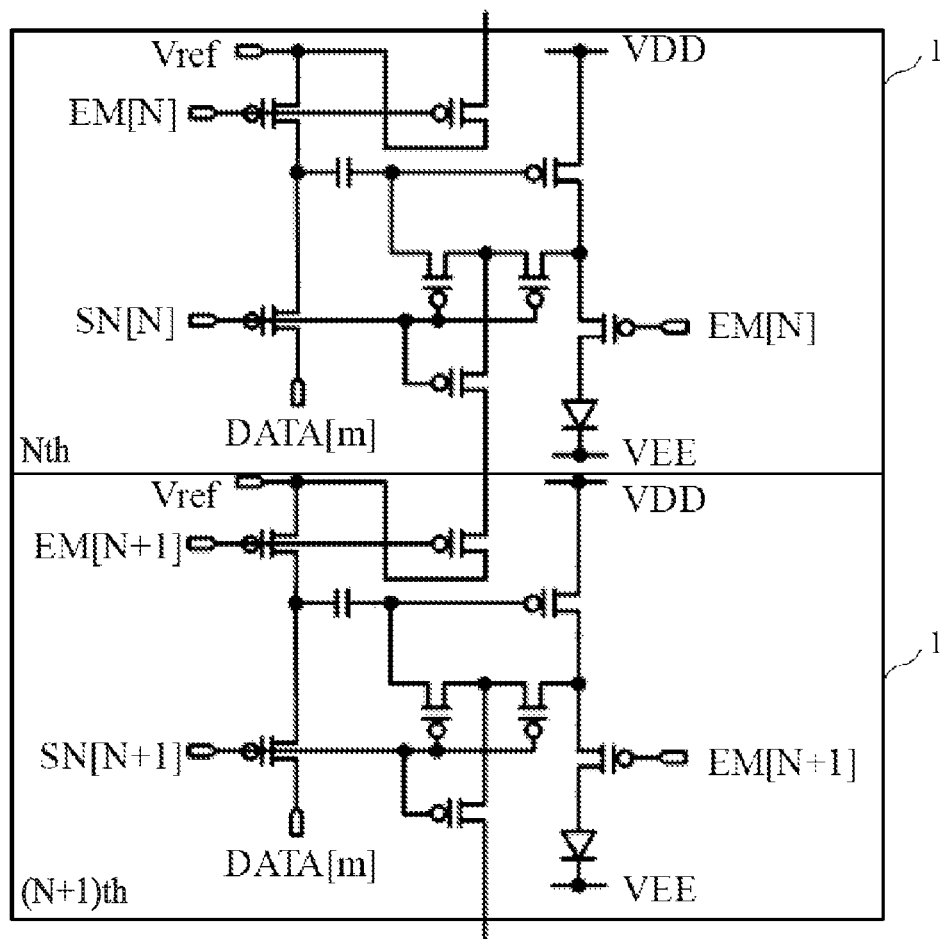 Vref
VDD
1
EM[N]
SN[N]
EM[N]
DATA[m]
Nth
VEE
Vref
VDD
EM[N+1]
1
SN[N+1]
EM[N+1]
DATA[m]
VEE
(N+1)th